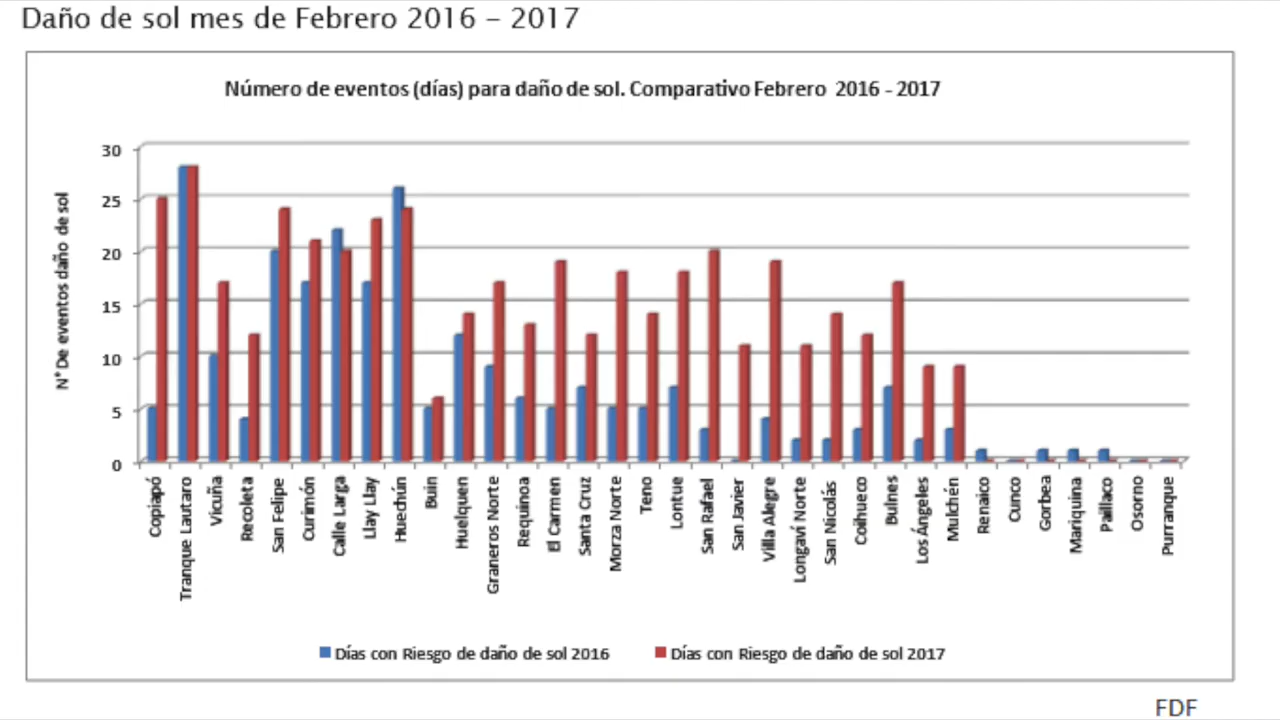 Daño de sol mes de Febrero 2016 – 2017
Número de eventos (días) para daño de sol. Comparativo Febrero 2016 - 2017
N° De eventos daño de sol
30
25
20
15
10
5
0
Copiapó
Tranque Lautaro
Vicuña
Recoleta
San Felipe
Curimón
Calle Larga
Llay Llay
Huechún
Buin
Huelquen
Graneros Norte
Requinoa
El Carmen
Santa Cruz
Morza Norte
Teno
Lontue
San Rafael
San Javier
Villa Alegre
Longaví Norte
San Nicolás
Coihueco
Bulnes
Los Ángeles
Mulchén
Renaico
Cunco
Gorbea
Mariquina
Paillaco
Osorno
Purranque
Días con Riesgo de daño de sol 2016
Días con Riesgo de daño de sol 2017
FDF